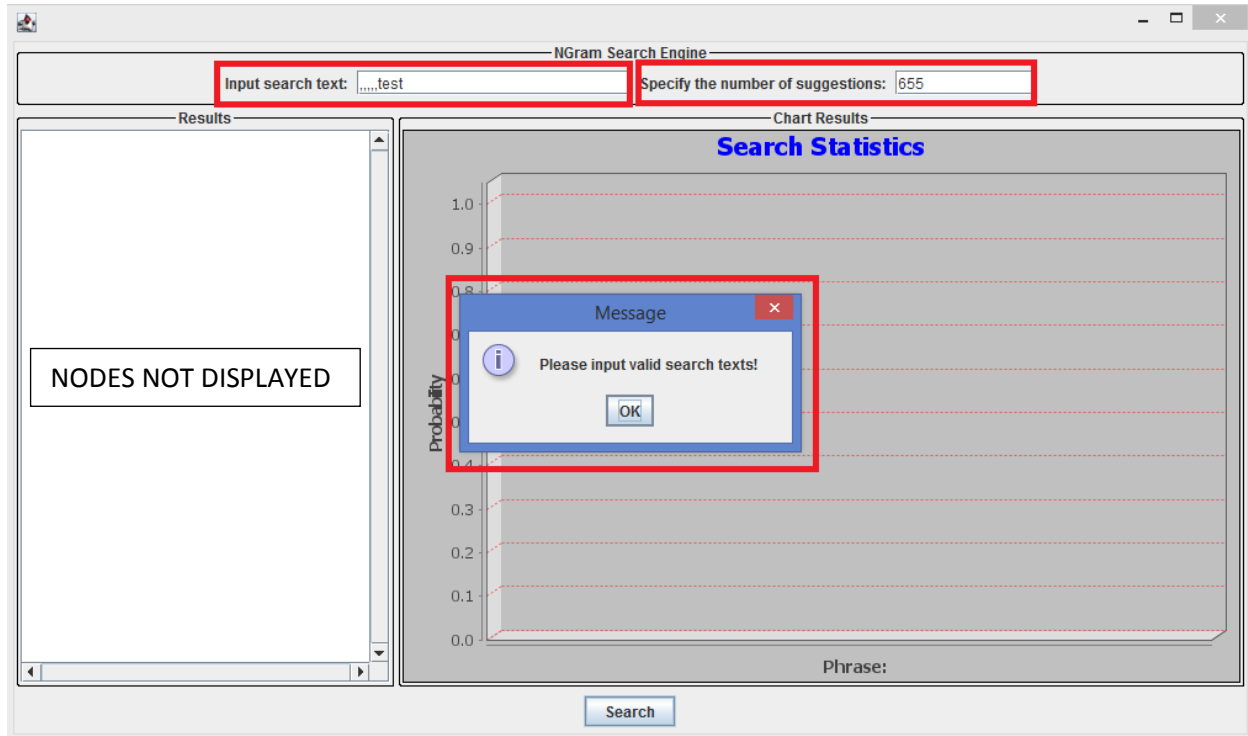 NGram Search Engine
Input search text: ,,,,,test Specify the number of suggestions: 655
Results
Chart Results
Search Statistics
1.0
0.9
0.8
Message
Please input valid search texts!
OK
NODES NOT DISPLAYED
Probability
0.4
0.3
0.2
0.1
0.0
Phrase:
Search